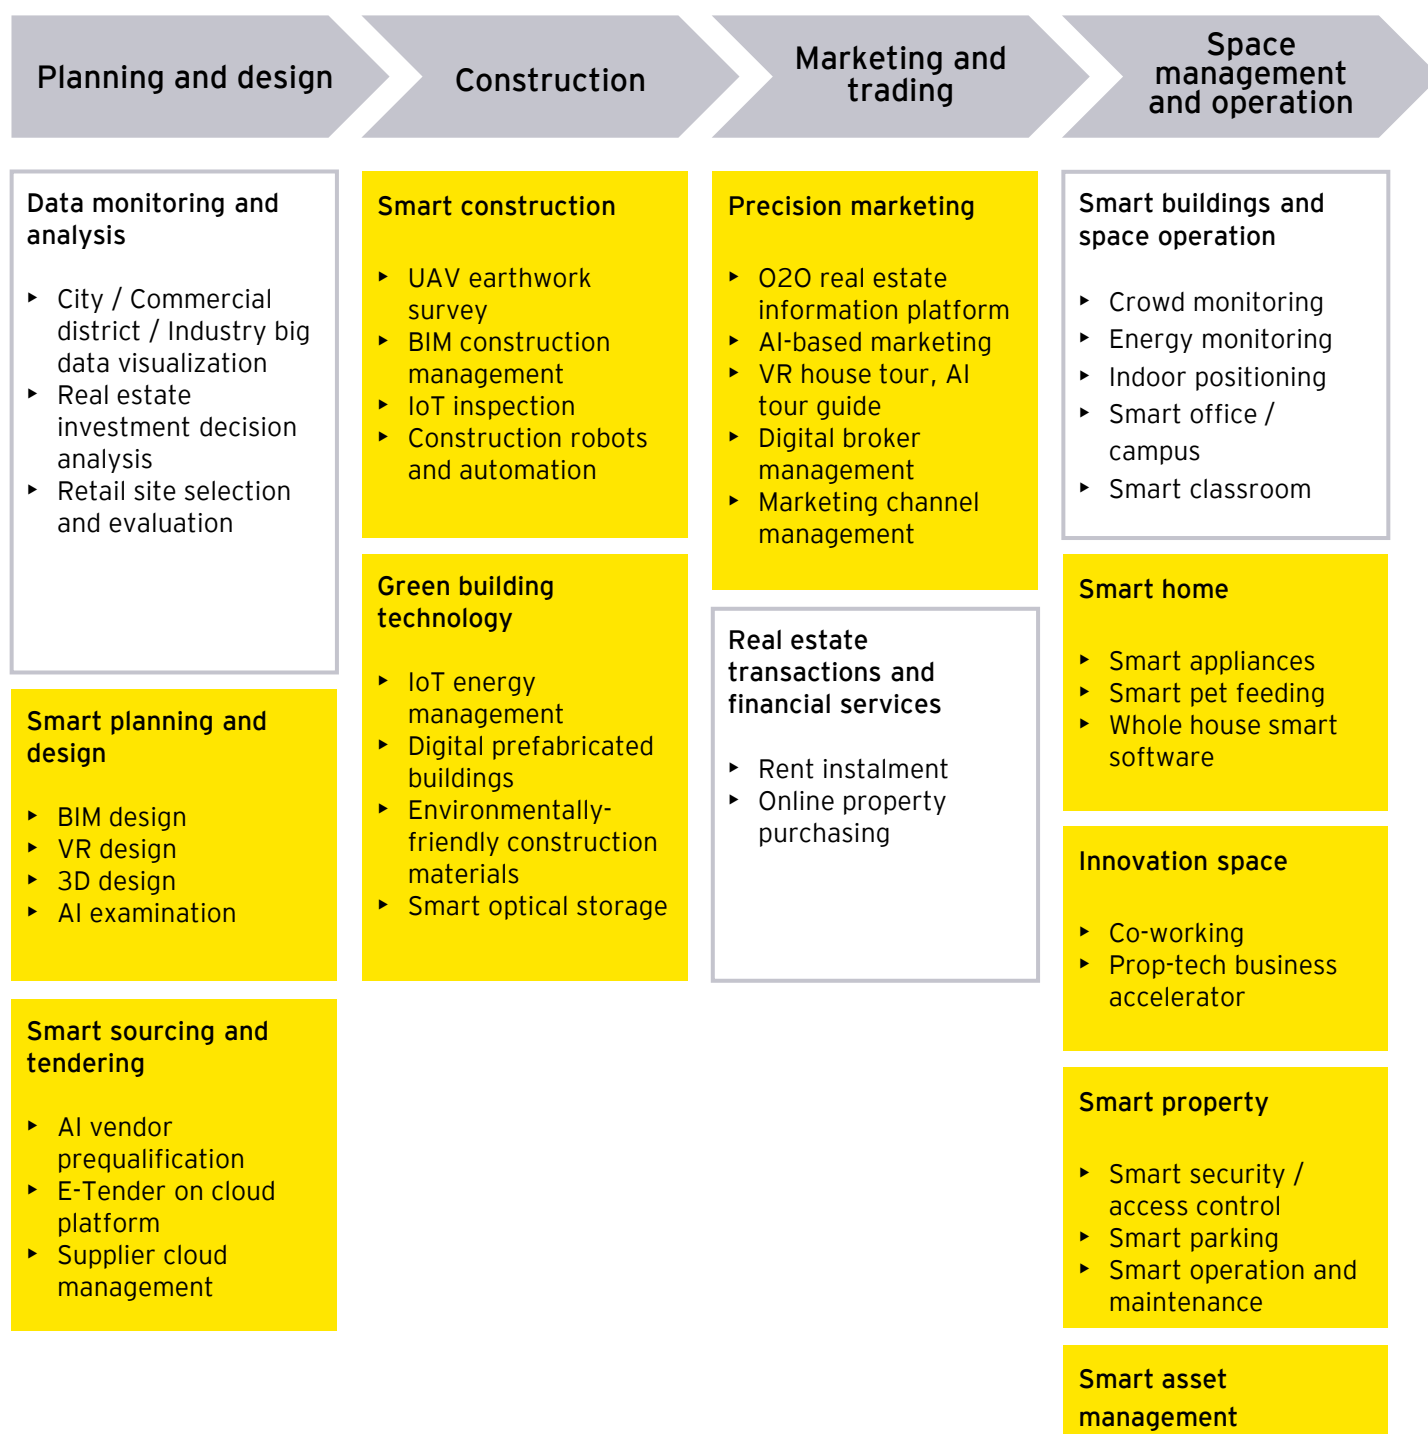 Planning and design
Construction
Marketing and
trading
Space
management
and operation
Data monitoring and
analysis
▸ City / Commercial
district / Industry big
data visualization
▸ Real estate
investment decision
analysis
▸ Retail site selection
and evaluation
Smart planning and
design
▸ BIM design
▸ VR design
▸ 3D design
▸ AI examination
Smart sourcing and
tendering
▸ AI vendor
prequalification
▸ E-Tender on cloud
platform
▸ Supplier cloud
management
Smart construction
▸ UAV earthwork
survey
▸ BIM construction
management
▸ IoT inspection
▸ Construction robots
and automation
Green building
technology
▸ IoT energy
management
▸ Digital prefabricated
buildings
▸ Environmentally-
friendly construction
materials
▸ Smart optical storage
Precision marketing
▸ O2O real estate
information platform
▸ AI-based marketing
▸ VR house tour, AI
tour guide
▸ Digital broker
management
▸ Marketing channel
management
Real estate
transactions and
financial services
▸ Rent instalment
▸ Online property
purchasing
Smart buildings and
space operation
▸ Crowd monitoring
▸ Energy monitoring
▸ Indoor positioning
▸ Smart office /
campus
▸ Smart classroom
Smart home
▸ Smart appliances
▸ Smart pet feeding
▸ Whole house smart
software
Innovation space
▸ Co-working
▸ Prop-tech business
accelerator
Smart property
▸ Smart security /
access control
▸ Smart parking
▸ Smart operation and
maintenance
Smart asset
management